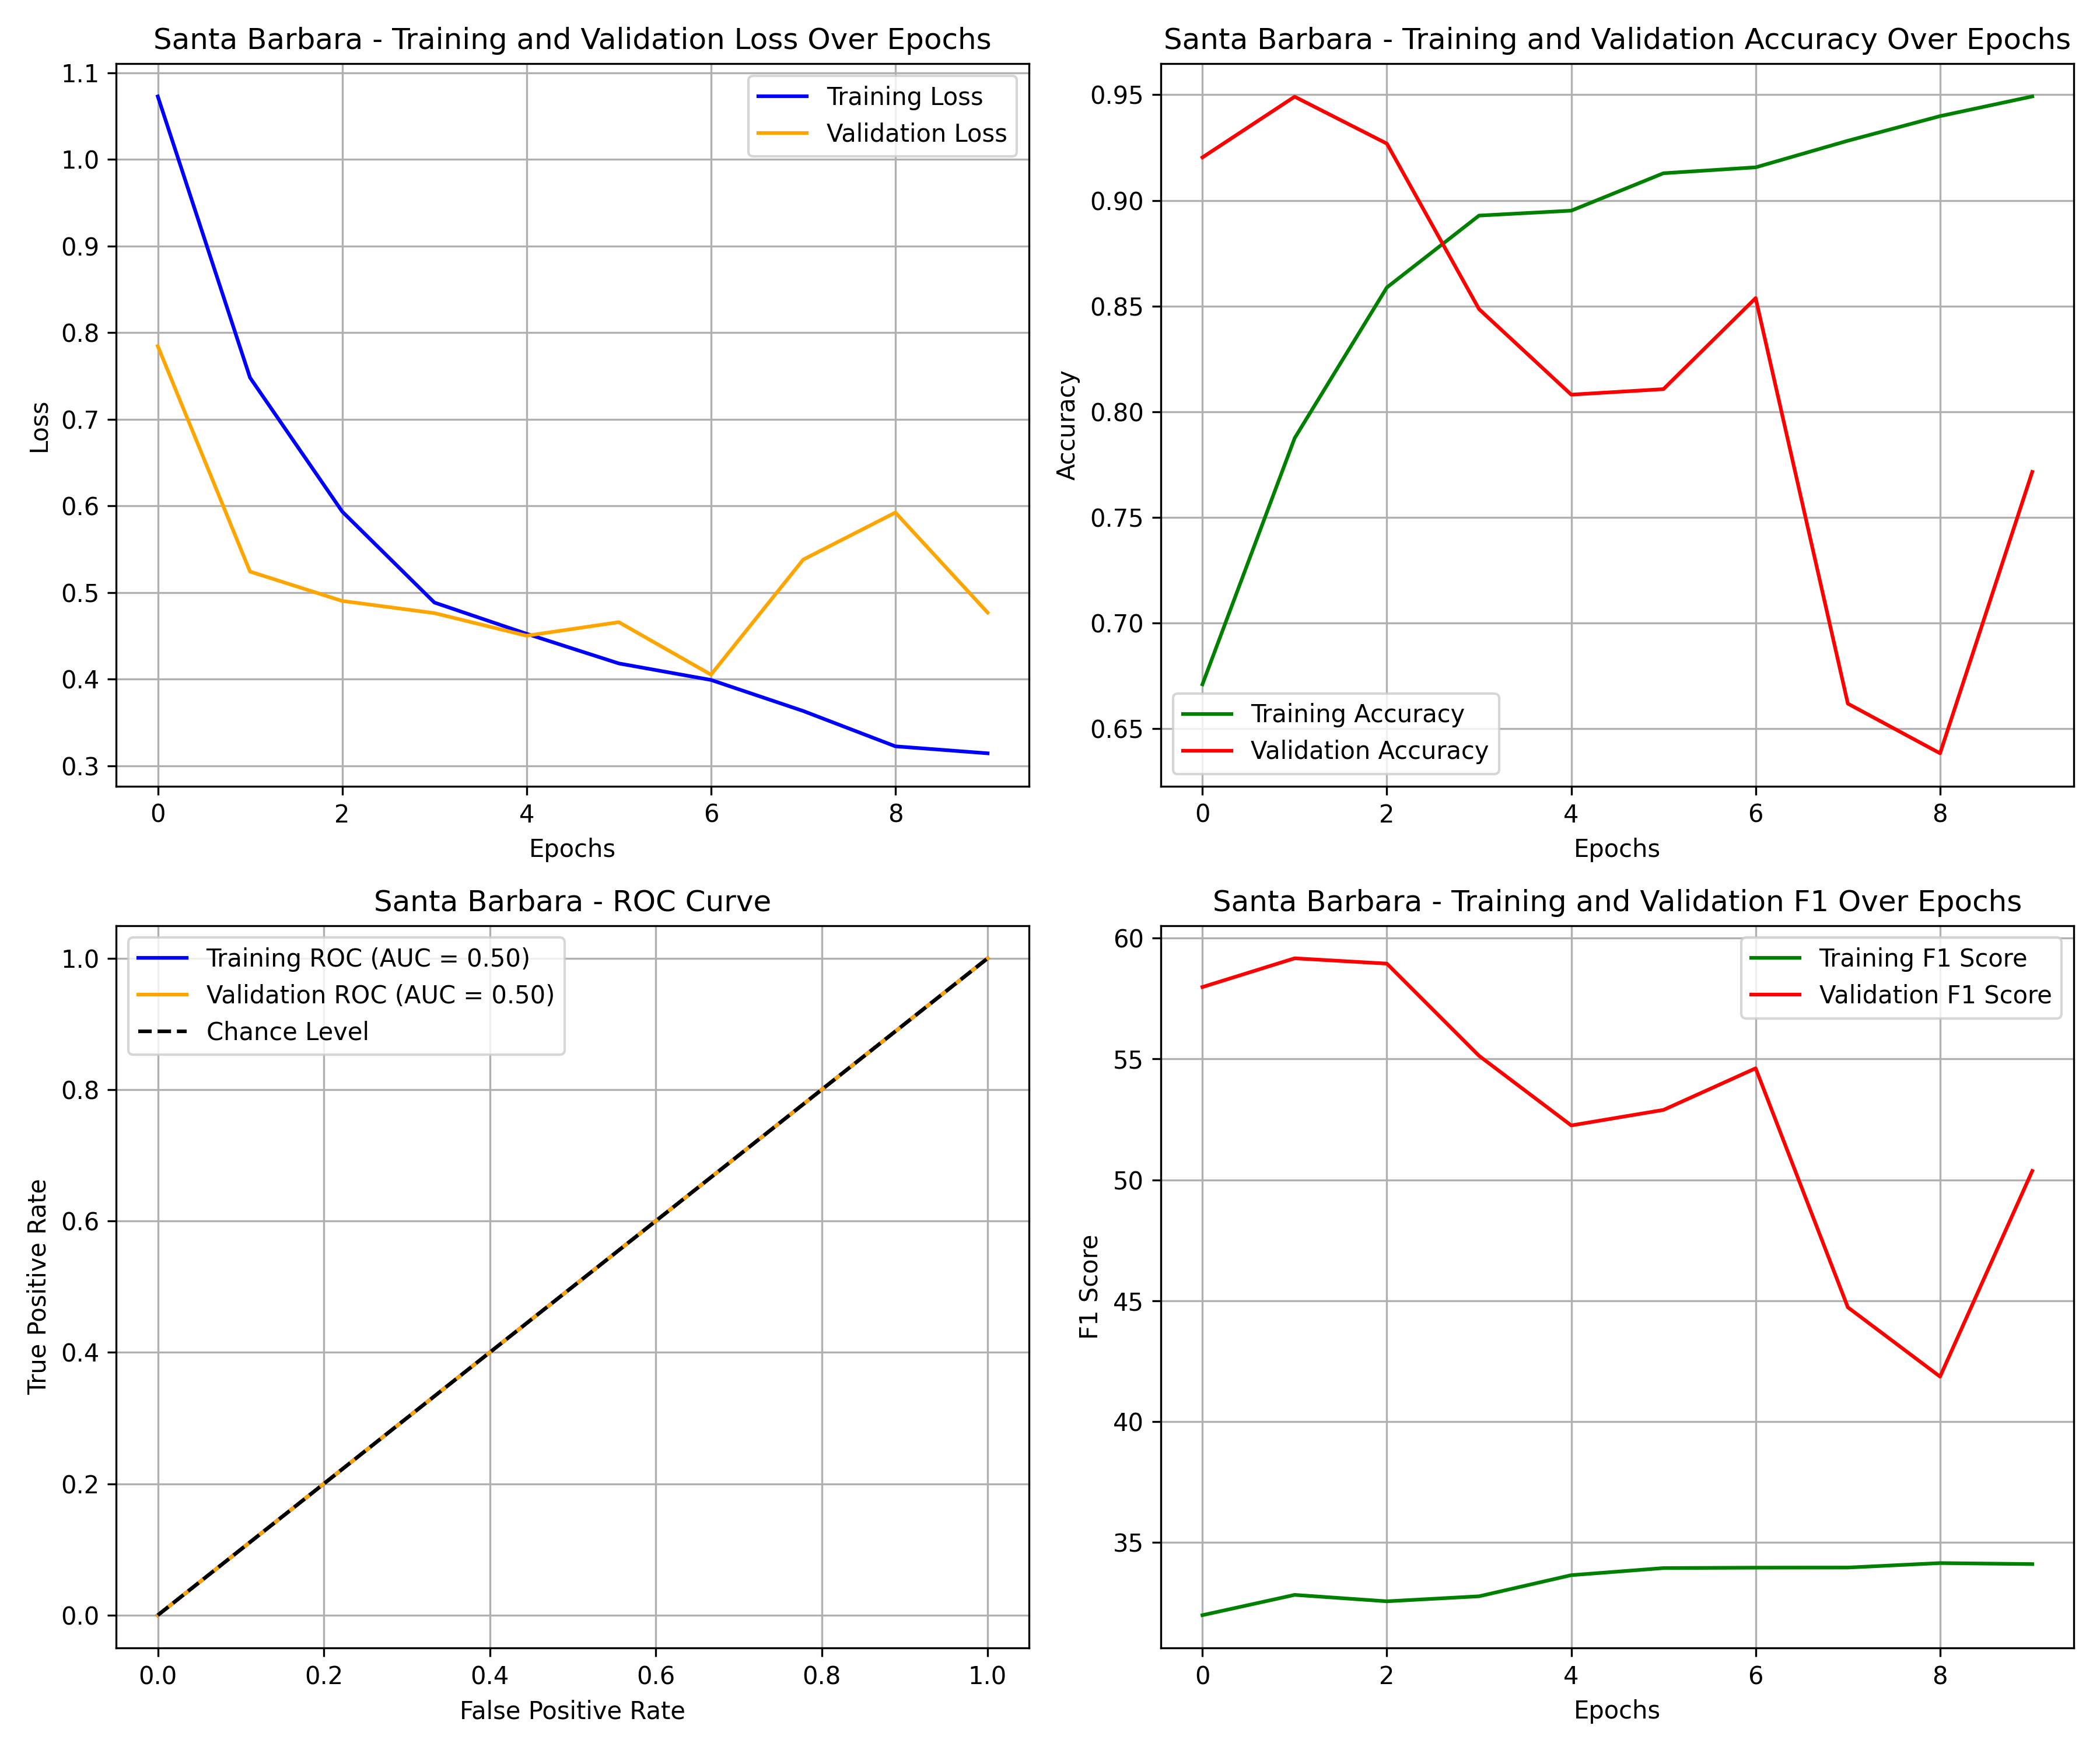 Santa Barbara - Training and Validation Loss Over Epochs
1.1
1.0
0.9
0.8
0.7
0.6
0.5
0.4
0.3
Loss
0 2 4 6 8
Epochs
Training Loss
Validation Loss
Santa Barbara - Training and Validation Accuracy Over Epochs
0.95
0.90
0.85
0.80
0.75
0.70
0.65
Accuracy
0 2 4 6 8
Epochs
Training Accuracy
Validation Accuracy
Santa Barbara - ROC Curve
1.0
0.8
0.6
0.4
0.2
0.0
True Positive Rate
0.0 0.2 0.4 0.6 0.8 1.0
False Positive Rate
Training ROC (AUC = 0.50)
Validation ROC (AUC = 0.50)
Chance Level
Santa Barbara - Training and Validation F1 Over Epochs
60
55
50
45
40
35
F1 Score
0 2 4 6 8
Epochs
Training F1 Score
Validation F1 Score